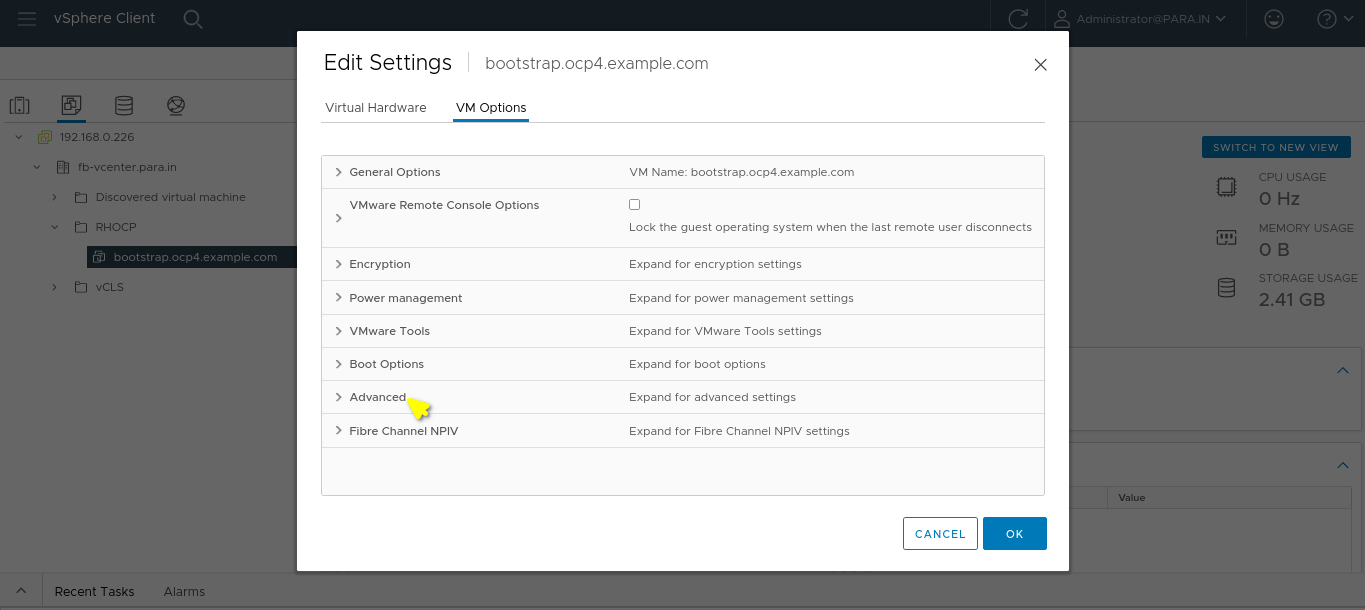 vSphere Client
Administrator@PARA.IN
Edit Settings
bootstrap.ocp4.example.com
Virtual Hardware
VM Options
192.168.0.226
fb-vcenter.para.in
Discovered virtual machine
RHOCP
bootstrap.ocp4.example.com
vCLS
General Options
VM Name: bootstrap.ocp4.example.com
VMware Remote Console Options
Lock the guest operating system when the last remote user disconnects
Encryption
Expand for encryption settings
Power management
Expand for power management settings
VMware Tools
Expand for VMware Tools settings
Boot Options
Expand for boot options
Advanced
Expand for advanced settings
Fibre Channel NPIV
Expand for Fibre Channel NPIV settings
CANCEL
OK
SWITCH TO NEW VIEW
CPU USAGE
0 Hz
MEMORY USAGE
0 B
STORAGE USAGE
2.41 GB
Value
Recent Tasks
Alarms